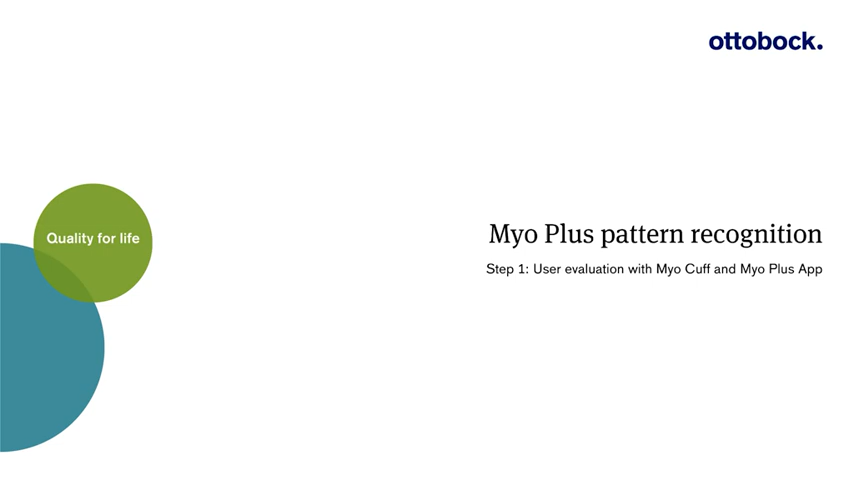 ottobock.
Quality for life
Myo Plus pattern recognition
Step 1: User evaluation with Myo Cuff and Myo Plus App